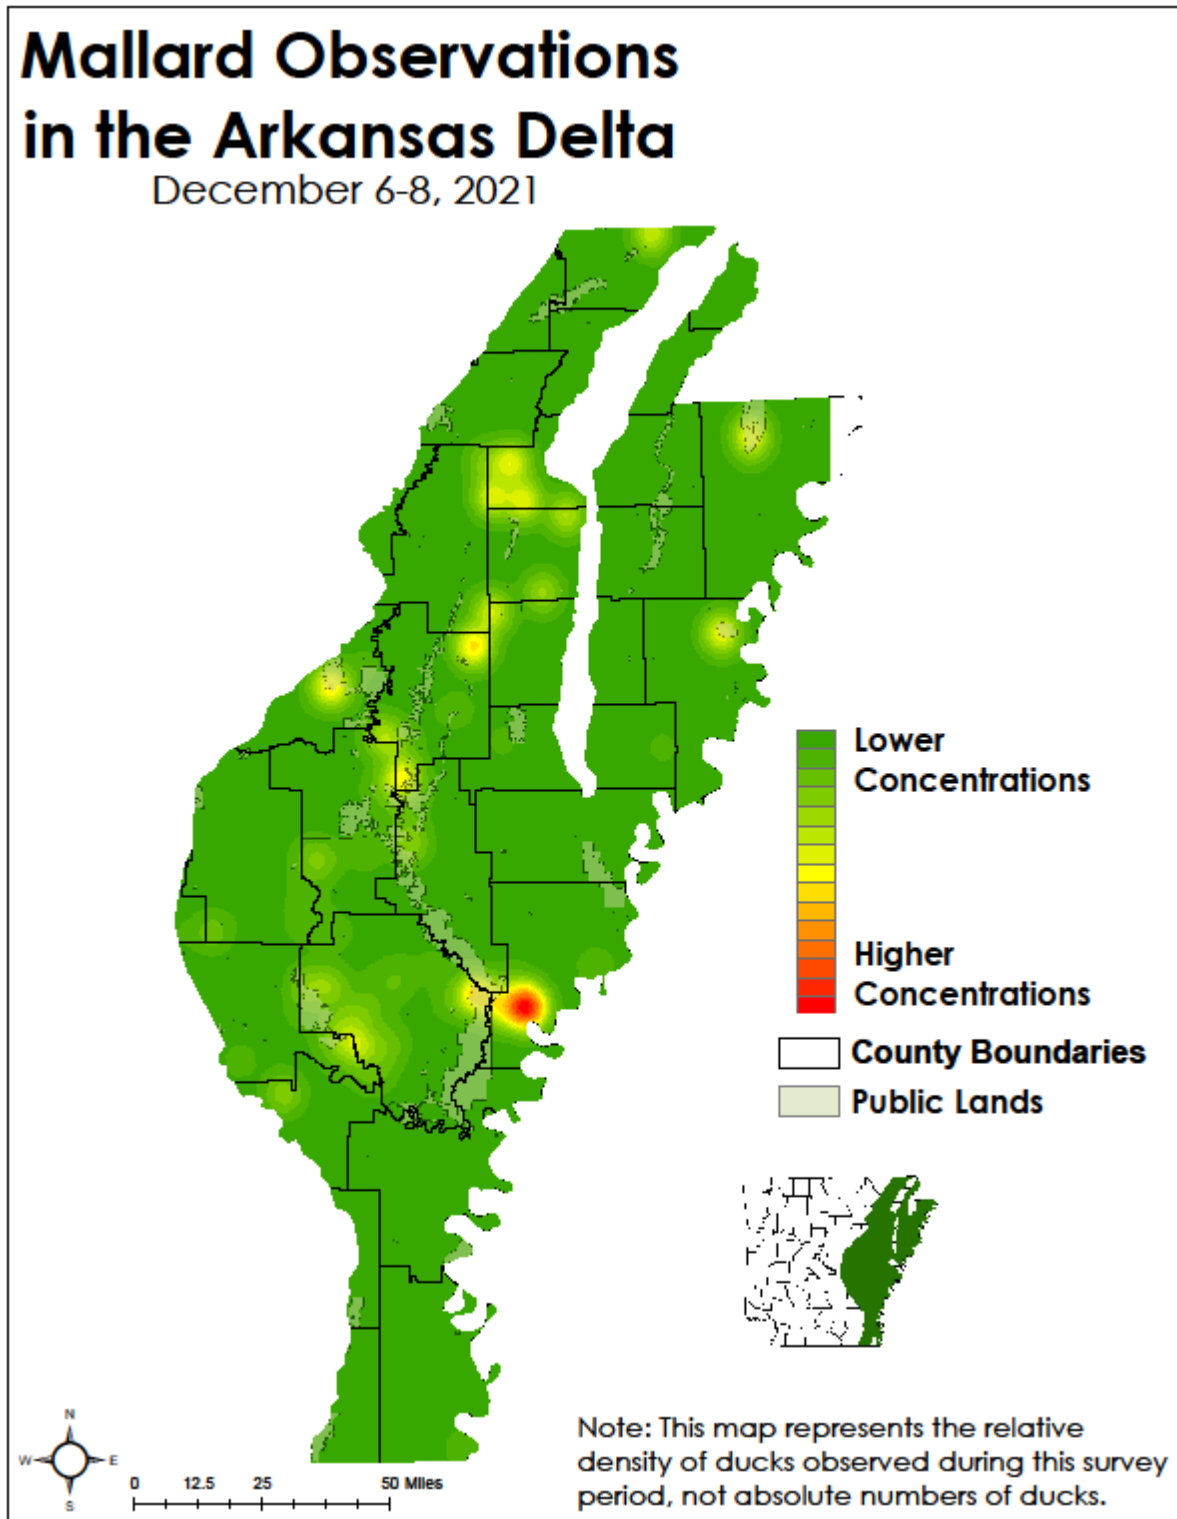 Mallard Observations
in the Arkansas Delta
December 6-8, 2021
Lower
Concentrations
Higher
Concentrations
County Boundaries
Public Lands
N
W E
S
0 12.5 25 50 Miles
Note: This map represents the relative
density of ducks observed during this survey
period, not absolute numbers of ducks.